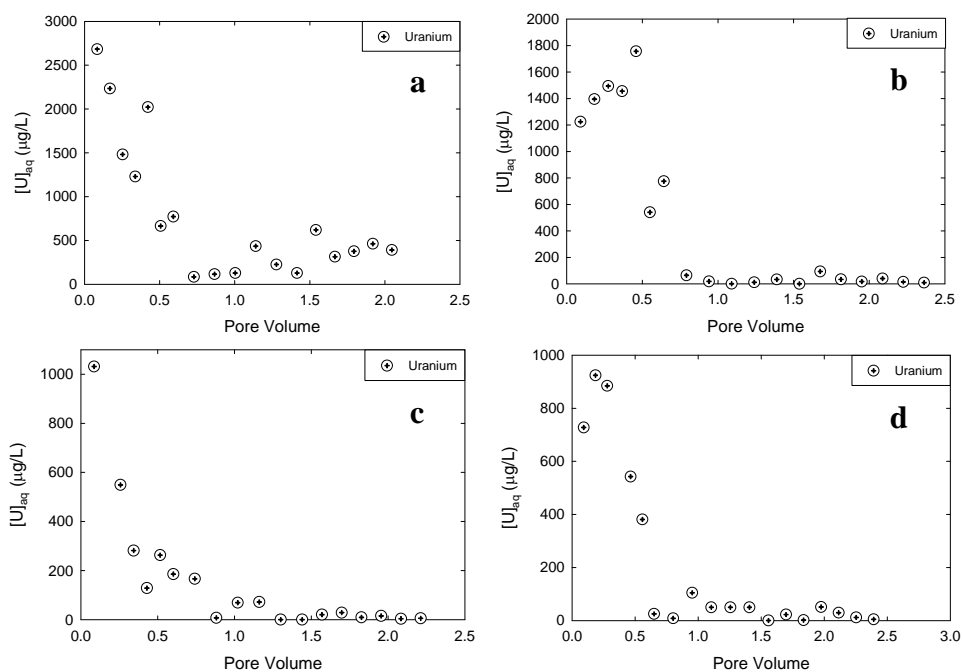 3000
2500
2000
1500
1000
500
0
[U]aq (μg/L)
Uranium
a
0.0 0.5 1.0 1.5 2.0 2.5
Pore Volume
2000
1800
1600
1400
1200
1000
800
600
400
200
0
[U]aq (μg/L)
Uranium
b
0.0 0.5 1.0 1.5 2.0 2.5
Pore Volume
1000
800
600
400
200
0
[U]aq (μg/L)
Uranium
c
0.0 0.5 1.0 1.5 2.0 2.5
Pore Volume
1000
800
600
400
200
0
[U]aq (μg/L)
Uranium
d
0.0 0.5 1.0 1.5 2.0 2.5 3.0
Pore Volume